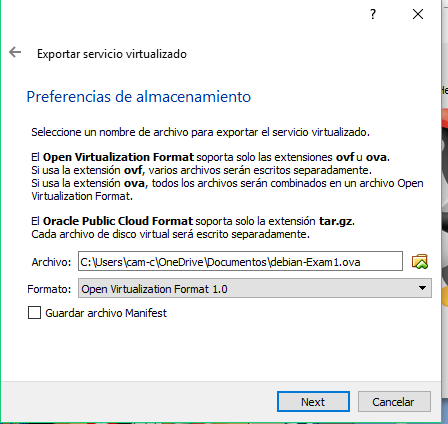 ?
Exportar servicio virtualizado
Preferencias de almacenamiento
Seleccione un nombre de archivo para exportar el servicio virtualizado.
El Open Virtualization Format soporta solo las extensiones ovf u ova.
Si usa la extensión ovf, varios archivos serán escritos separadamente.
Si usa la extensión ova, todos los archivos serán combinados en un archivo Open
Virtualization Format.
El Oracle Public Cloud Format soporta solo la extensión tar.gz.
Cada archivo de disco virtual será escrito separadamente.
Archivo: C:\Users\cam-c\OneDrive\Documentos\debian-Exam1.ova
Formato: Open Virtualization Format 1.0
Guardar archivo Manifest
Next Cancelar